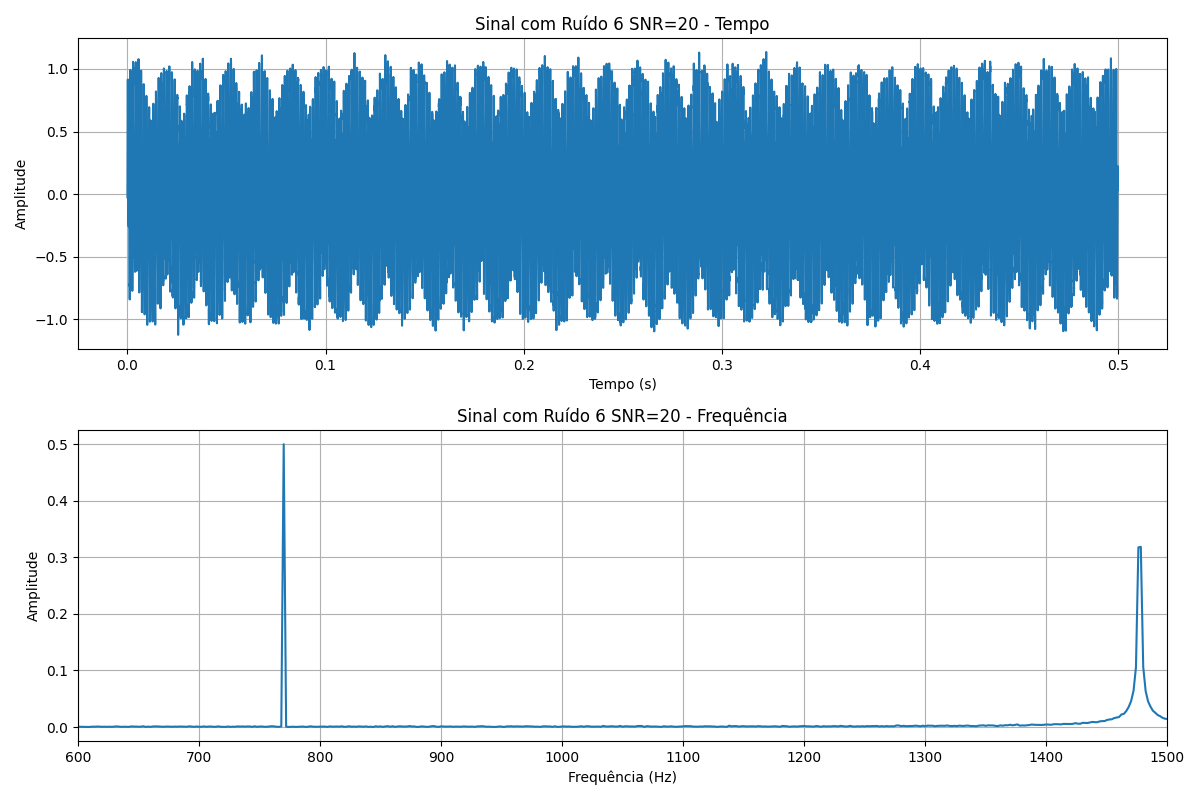 Sinal com Ruído 6 SNR=20 - Tempo
1.0
0.5
0.0
−0.5
−1.0
Amplitude
0.0 0.1 0.2 0.3 0.4 0.5
Tempo (s)
Sinal com Ruído 6 SNR=20 - Frequência
0.5
0.4
0.3
0.2
0.1
0.0
Amplitude
600 700 800 900 1000 1100 1200 1300 1400 1500
Frequência (Hz)